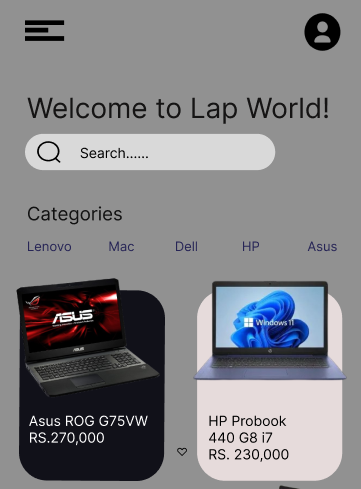 Welcome to Lap World!
Search......
Categories
Lenovo Mac Dell HP Asus
ASUS
Windows 11
Asus ROG G75VW
RS.270,000
HP Probook
440 G8 i7
RS. 230,000